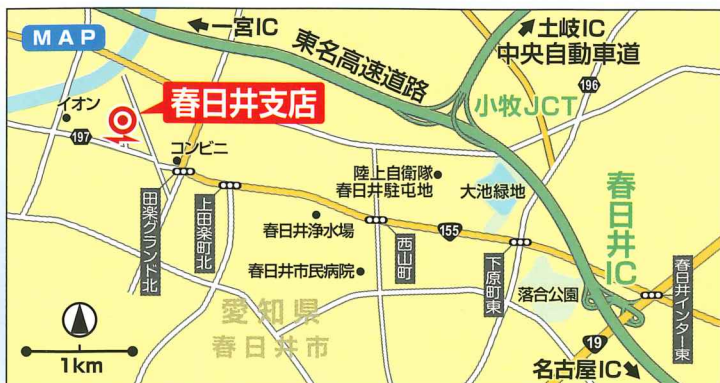 MAP
一宮IC
土岐IC
中央自動車道
東名高速道路
196
小牧JCT
イオン
春日井支店
197
コンビニ
陸上自衛隊
春日井駐屯地
大池緑地
田楽グランド北
上田楽町北
春日井浄水場
西山町
155
下原町東
春日井IC
春日井市民病院
落合公園
春日井インター東
愛知県
春日井市
1km
19
名古屋IC